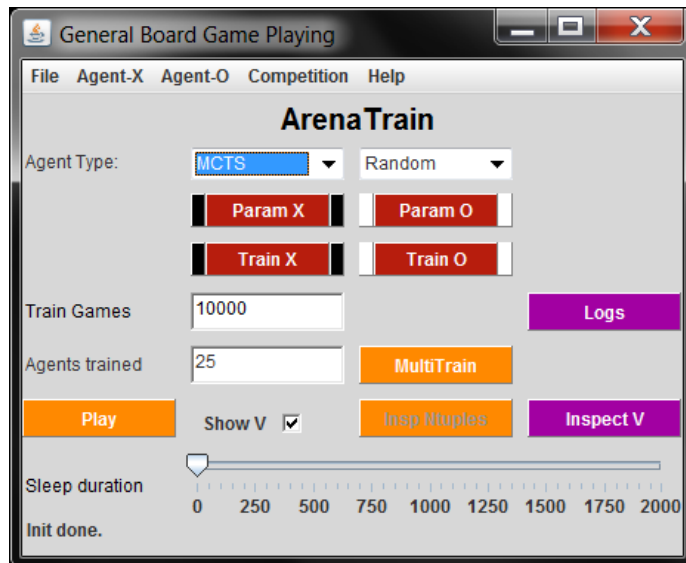 General Board Game Playing
File Agent-X Agent-O Competition Help
ArenaTrain
Agent Type: MCTS Random
Param X Param O
Train X Train O
Train Games 10000 Logs
Agents trained 25 MultiTrain
Play Show V Insp Ntuples Inspect V
Sleep duration
0 250 500 750 1000 1250 1500 1750 2000
Init done.